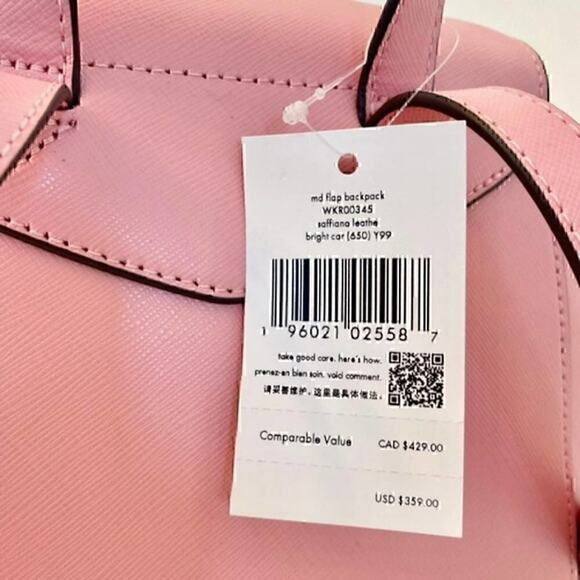 md flap backpack
WKR00345
saffiana leathe
bright car (650) Y99
1 96021 02558 7
take good care. here's how.
prenez-en bien soin. voici comment.
请妥善维护。这里是具体做法。
Comparable Value CAD $429.00
USD $359.00